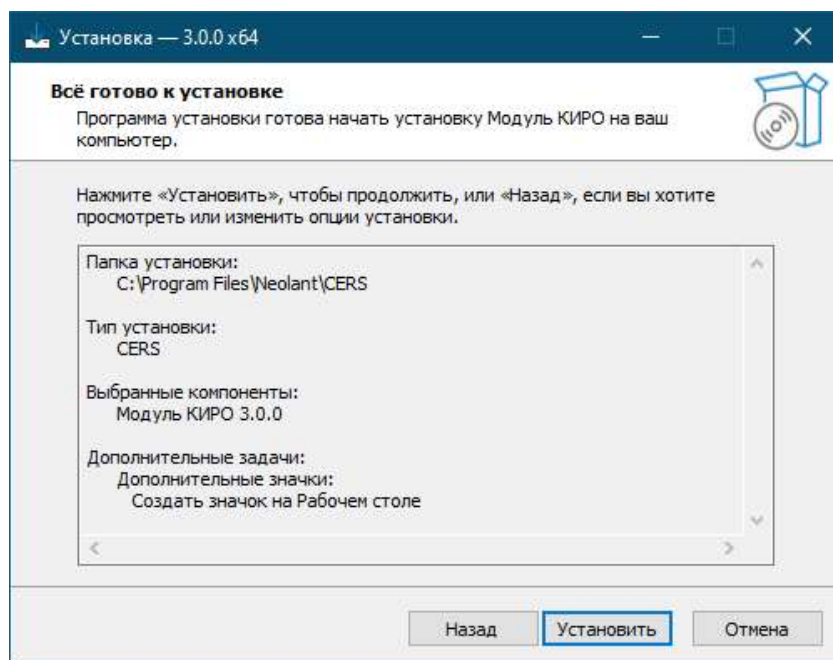 Установка — 3.0.0 x64
Всё готово к установке
Программа установки готова начать установку Модуль КИРО на ваш
компьютер.
Нажмите «Установить», чтобы продолжить, или «Назад», если вы хотите
просмотреть или изменить опции установки.
Папка установки:
C:\Program Files\Neolant\CERS
Тип установки:
CERS
Выбранные компоненты:
Модуль КИРО 3.0.0
Дополнительные задачи:
Дополнительные значки:
Создать значок на Рабочем столе
Назад
Установить
Отмена